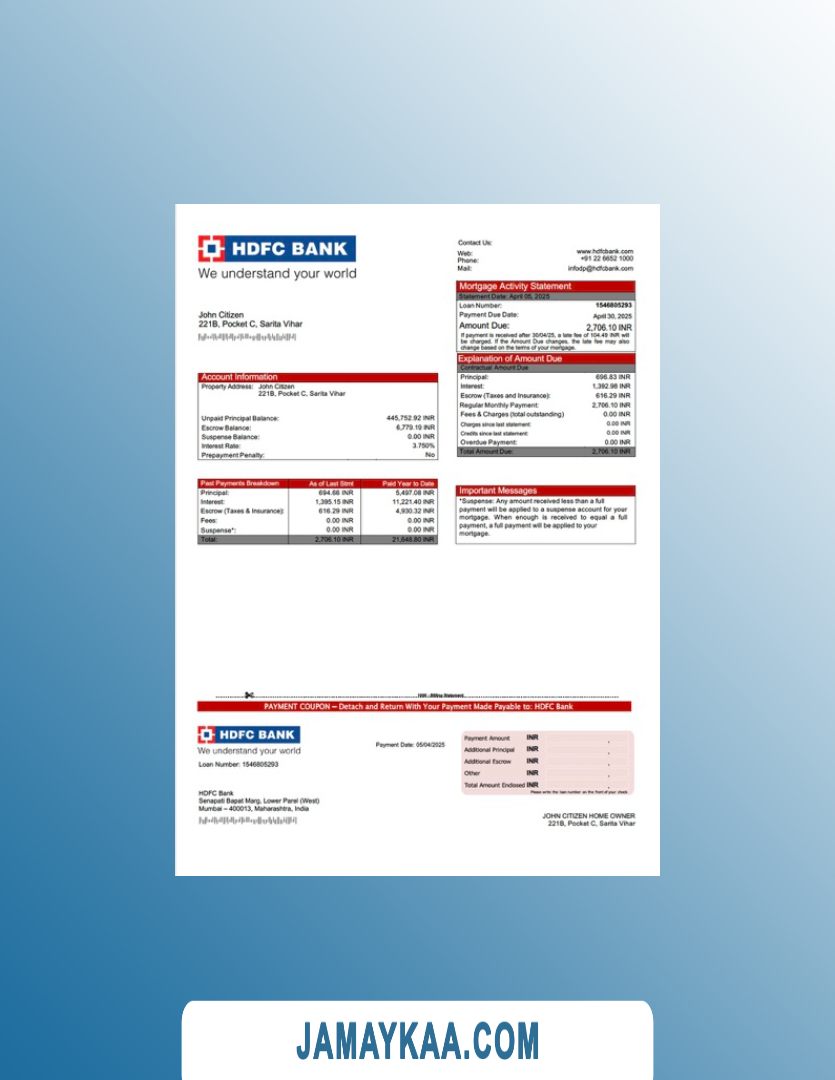 HDFC BANK
We understand your world
Contact Us:
Web: www.hdfcbank.com
Phone: +91 22 6652 1000
Mail: infodp@hdfcbank.com
John Citizen
221B, Pocket C, Sarita Vihar
Mortgage Activity Statement
Statement Date: April 05, 2025
Loan Number: 1546805293
Payment Due Date: April 30, 2025
Amount Due: 2,706.10 INR
If payment is received after 30/04/25, a late fee of 104.49 INR will
be charged. If the Amount Due changes, the late fee may also
change based on the terms of your mortgage.
Explanation of Amount Due
Contractual Amount Due
Principal: 696.83 INR
Interest: 1,392.98 INR
Escrow (Taxes and Insurance): 616.29 INR
Regular Monthly Payment: 2,706.10 INR
Fees & Charges (total outstanding) 0.00 INR
Charges since last statement: 0.00 INR
Credits since last statement: 0.00 INR
Overdue Payment: 0.00 INR
Total Amount Due: 2,706.10 INR
Account Information
Property Address: John Citizen
221B, Pocket C, Sarita Vihar
Unpaid Principal Balance: 445,752.92 INR
Escrow Balance: 6,779.19 INR
Suspense Balance: 0.00 INR
Interest Rate: 3.750%
Prepayment Penalty: No
Past Payments Breakdown As of Last Stmt Paid Year to Date
Principal: 694.66 INR 5,497.08 INR
Interest: 1,395.15 INR 11,221.40 INR
Escrow (Taxes & Insurance): 616.29 INR 4,930.32 INR
Fees: 0.00 INR 0.00 INR
Suspense*: 0.00 INR 0.00 INR
Total: 2,706.10 INR 21,648.80 INR
Important Messages
*Suspense: Any amount received less than a full
payment will be applied to a suspense account for your
mortgage. When enough is received to equal a full
payment, a full payment will be applied to your
mortgage.
Billing Statement
PAYMENT COUPON – Detach and Return With Your Payment Made Payable to: HDFC Bank
HDFC BANK
We understand your world
Loan Number: 1546805293
Payment Date: 05/04/2025
Payment Amount INR
Additional Principal INR
Additional Escrow INR
Other INR
Total Amount Enclosed INR
Please write the loan number on the front of your check.
HDFC Bank
Senapati Bapat Marg, Lower Parel (West)
Mumbai – 400013, Maharashtra, India
JOHN CITIZEN HOME OWNER
221B, Pocket C, Sarita Vihar
JAMAYKAA.COM